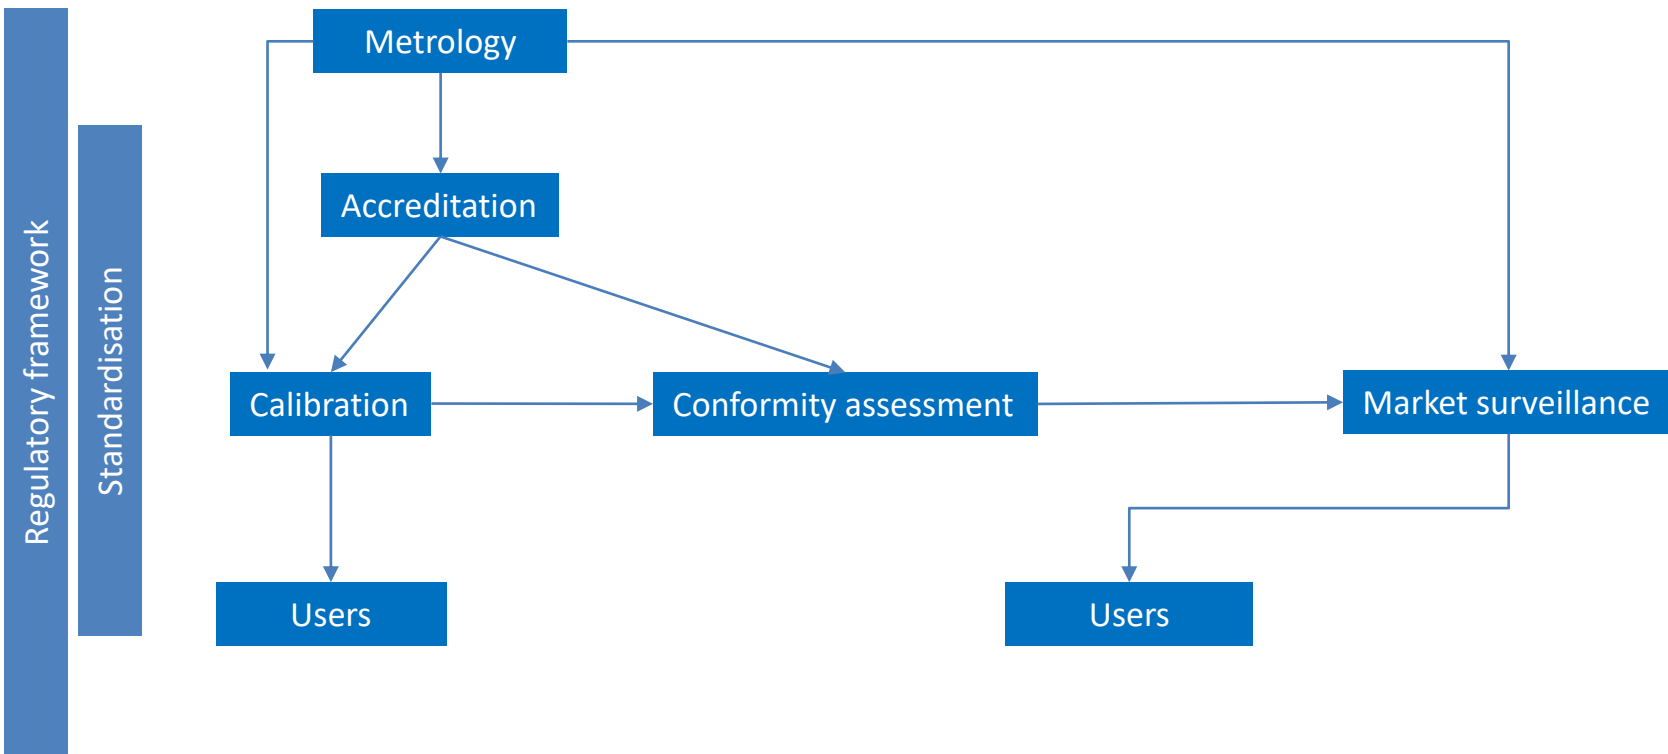 Regulatory framework
Standardisation
Metrology
Accreditation
Calibration
Conformity assessment
Market surveillance
Users
Users